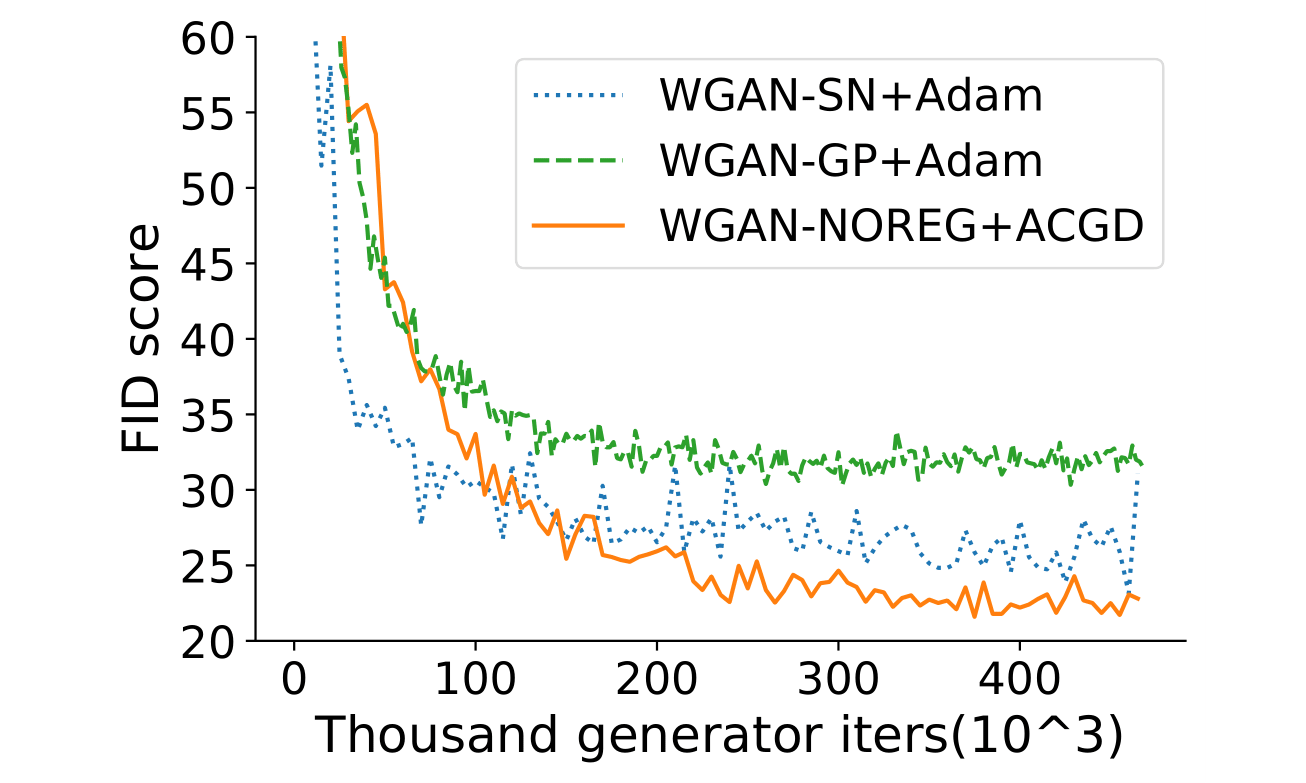 60
55
50
45
40
35
30
25
20
FID score
WGAN-SN+Adam
WGAN-GP+Adam
WGAN-NOREG+ACGD
0 100 200 300 400
Thousand generator iters(10^3)